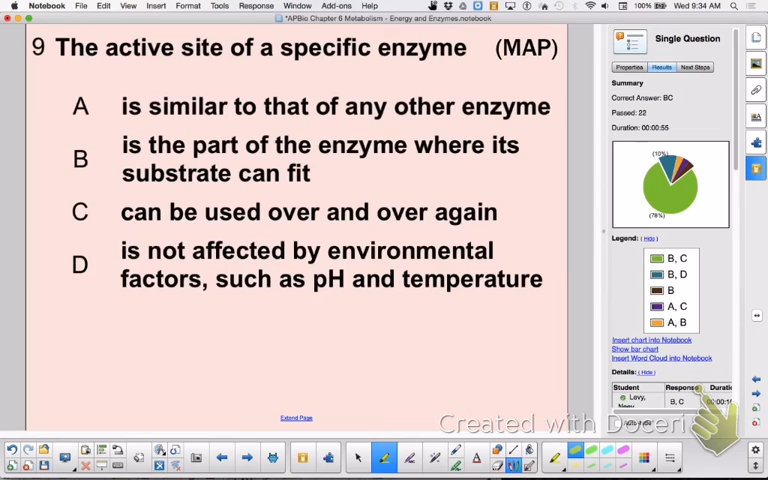 Notebook File Edit View Insert Format Tools Response Window Add-ons Help 100% Wed 9:34 AM
*APBio Chapter 6 Metabolism - Energy and Enzymes.notebook
9 The active site of a specific enzyme (MAP)
A is similar to that of any other enzyme
B is the part of the enzyme where its
substrate can fit
C can be used over and over again
D is not affected by environmental
factors, such as pH and temperature
Extend Page
Single Question
Properties Results Next Steps
Summary
Correct Answer: BC
Passed: 22
Duration: 00:00:55
(10%)
(78%)
Legend: (Hide)
B, C
B, D
B
A, C
A, B
Insert chart into Notebook
Show bar chart
Insert Word Cloud into Notebook
Details: (Hide)
Student Response Duratio
Levy, B, C
Created with Doceri